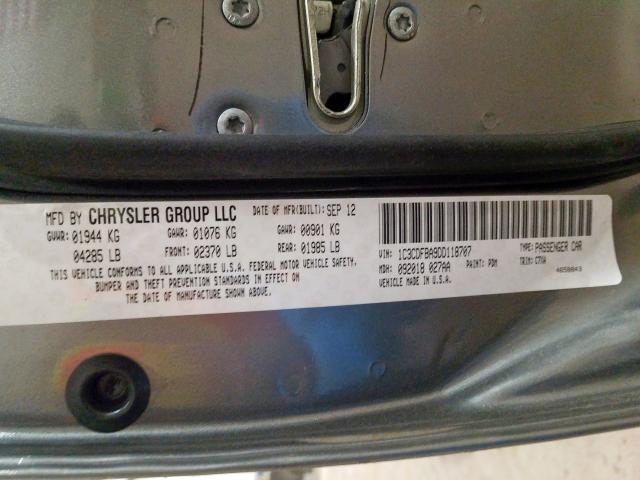 MFD BY CHRYSLER GROUP LLC DATE OF MFR(BUILT): SEP 12
GVWR: 01944 KG GAWR: 01076 KG GAWR: 00901 KG
04285 LB FRONT: 02370 LB REAR: 01985 LB
THIS VEHICLE CONFORMS TO ALL APPLICABLE U.S.A. FEDERAL MOTOR VEHICLE SAFETY,
BUMPER AND THEFT PREVENTION STANDARDS IN EFFECT ON
THE DATE OF MANUFACTURE SHOWN ABOVE.
VIN: 1C3CDFBA9DD118707 TYPE: PASSENGER CAR
MDH: 092018 027AA PAINT: PDM TRIM: C7XA
VEHICLE MADE IN U.S.A. 4658843